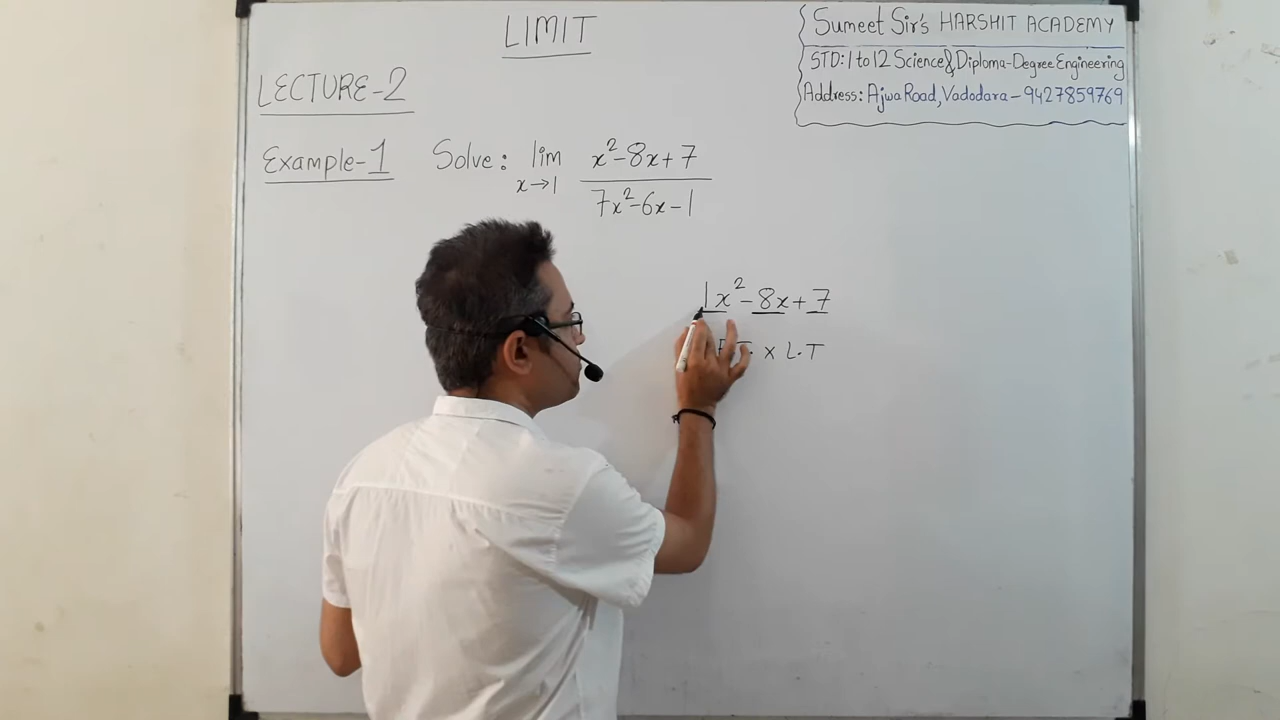 LIMIT
Sumeet Sir's HARSHIT ACADEMY
STD: 1 to 12 Science & Diploma-Degree Engineering
Address: Ajwa Road, Vadodara - 9427859769
LECTURE-2
Example-1 Solve: lim x→1 x²-8x+7 / 7x²-6x-1
1x²-8x+7
x L.T